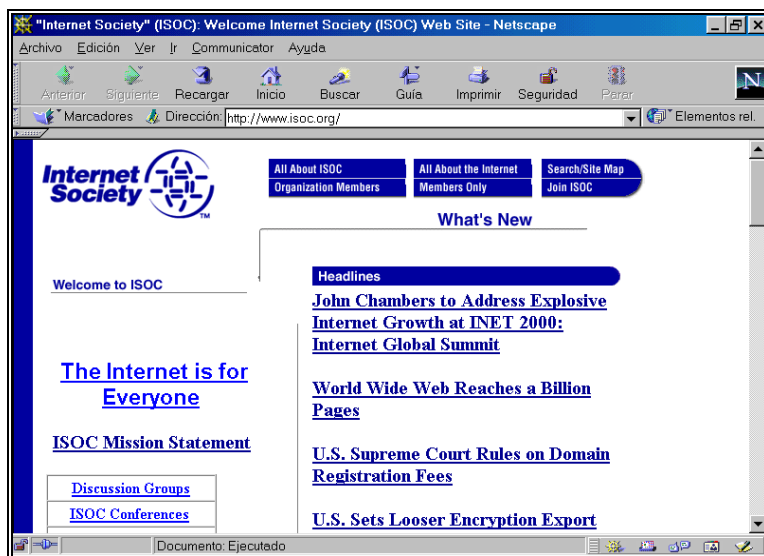 "Internet Society" (ISOC): Welcome Internet Society (ISOC) Web Site - Netscape
Archivo Edición Ver Ir Communicator Ayuda
Anterior Siguiente Recargar Inicio Buscar Guía Imprimir Seguridad Parar
N
Marcadores Dirección: http://www.isoc.org/ Elementos rel.
Internet Society TM
All About ISOC All About the Internet Search/Site Map
Organization Members Members Only Join ISOC
What's New
Welcome to ISOC
The Internet is for
Everyone
ISOC Mission Statement
Discussion Groups
ISOC Conferences
Headlines
John Chambers to Address Explosive
Internet Growth at INET 2000:
Internet Global Summit
World Wide Web Reaches a Billion
Pages
U.S. Supreme Court Rules on Domain
Registration Fees
U.S. Sets Looser Encryption Export
Documento: Ejecutado